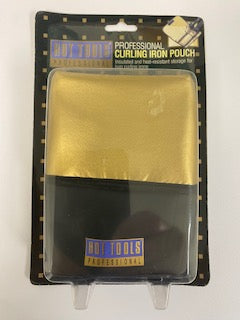 HOT TOOLS
PROFESSIONAL
PROFESSIONAL
CURLING IRON POUCH
Insulated and heat-resistant storage for
HOT TOOLS
PROFESSIONAL